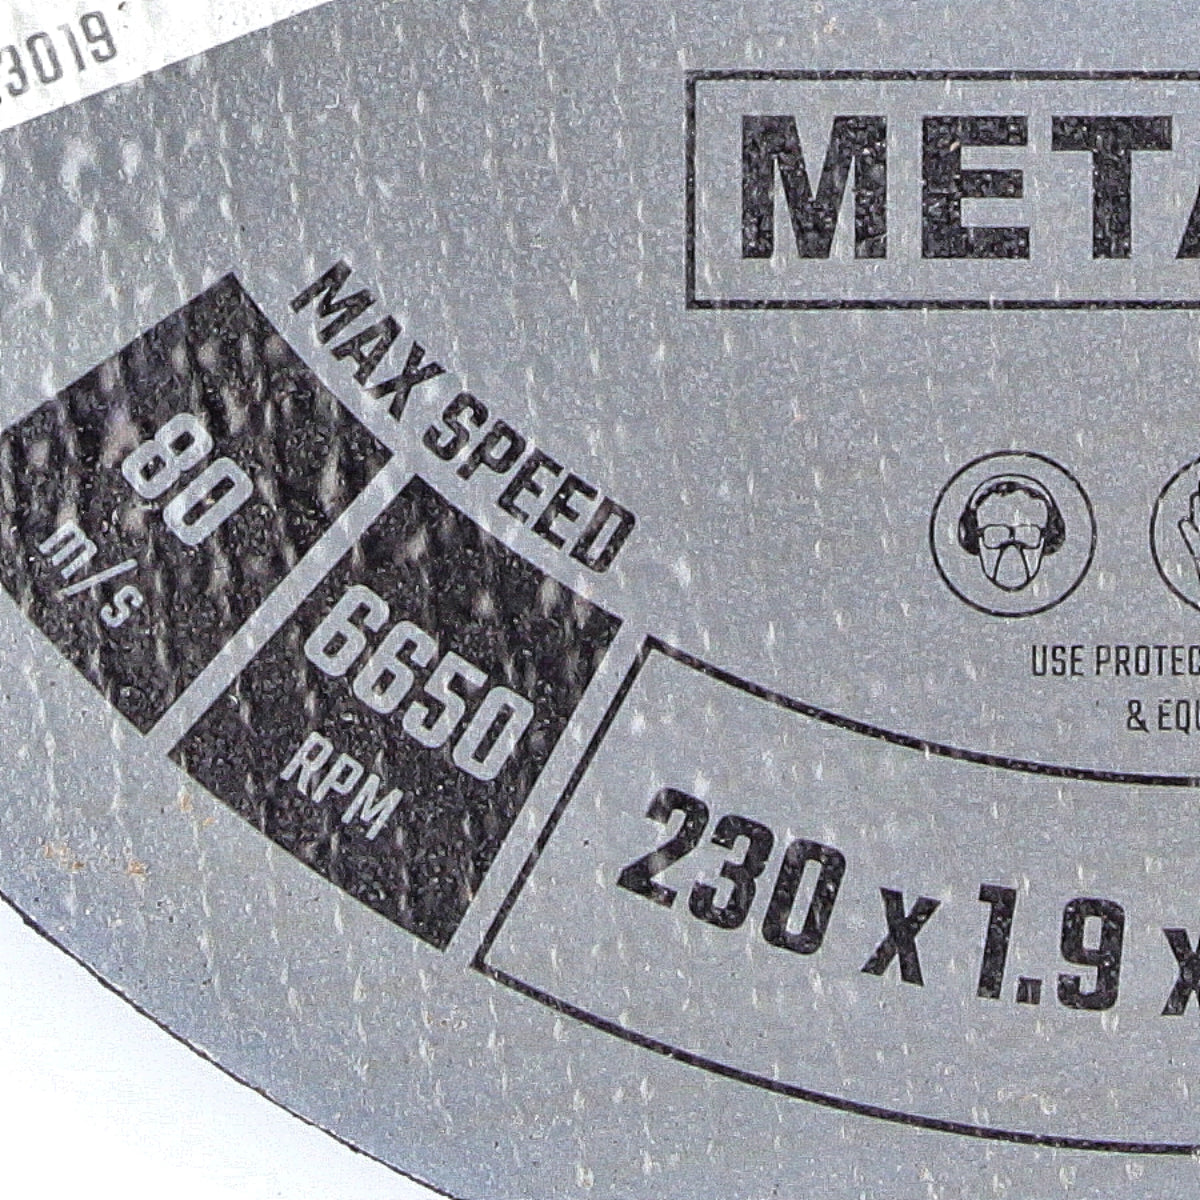 3019
META
MAX SPEED
80
m/s
6650
RPM
USE PROTEC
& EQU
230 x 1.9 x